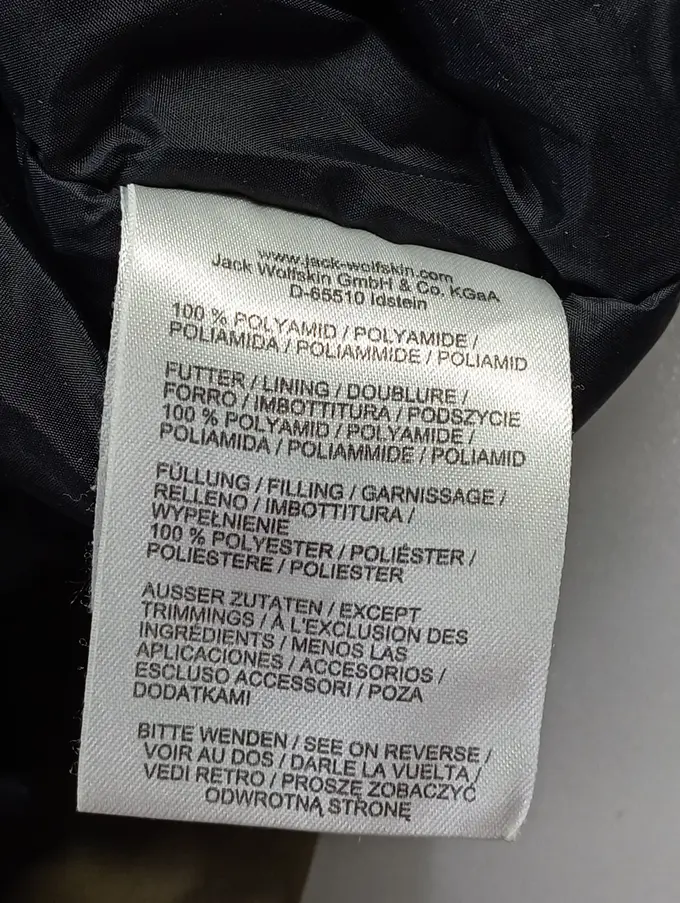 www.jack-wolfskin.com
Jack Wolfskin GmbH & Co. KGaA
D-65510 Idstein
100 % POLYAMID / POLYAMIDE /
POLIAMIDA / POLIAMMIDE / POLIAMID
FUTTER / LINING / DOUBLURE /
FORRO / IMBOTTITURA / PODSZYCIE
100 % POLYAMID / POLYAMIDE /
POLIAMIDA / POLIAMMIDE / POLIAMID
FÜLLUNG / FILLING / GARNISSAGE /
RELLENO / IMBOTTITURA /
WYPEŁNIENIE
100 % POLYESTER / POLIÉSTER /
POLIESTERE / POLIESTER
AUSSER ZUTATEN / EXCEPT
TRIMMINGS / À L'EXCLUSION DES
INGRÉDIENTS / MENOS LAS
APLICACIONES / ACCESORIOS /
ESCLUSO ACCESSORI / POZA
DODATKAMI
BITTE WENDEN / SEE ON REVERSE /
VOIR AU DOS / DARLE LA VUELTA /
VEDI RETRO / PROSZĘ ZOBACZYĆ
ODWROTNĄ STRONĘ